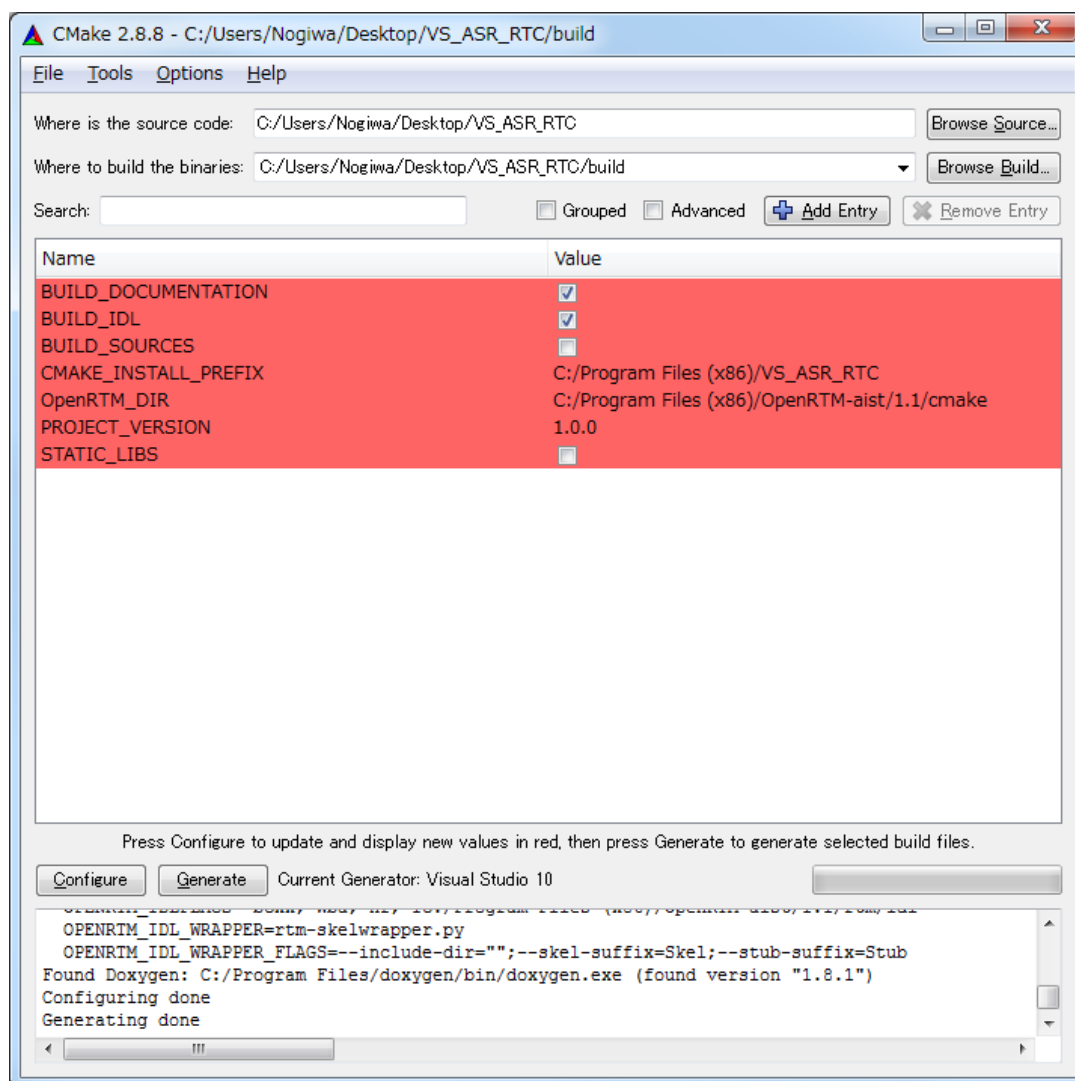 CMake 2.8.8 - C:/Users/Nogiwa/Desktop/VS_ASR_RTC/build
File Tools Options Help
Where is the source code: C:/Users/Nogiwa/Desktop/VS_ASR_RTC Browse Source...
Where to build the binaries: C:/Users/Nogiwa/Desktop/VS_ASR_RTC/build Browse Build...
Search: Grouped Advanced Add Entry Remove Entry
Name Value
BUILD_DOCUMENTATION
BUILD_IDL
BUILD_SOURCES
CMAKE_INSTALL_PREFIX C:/Program Files (x86)/VS_ASR_RTC
OpenRTM_DIR C:/Program Files (x86)/OpenRTM-aist/1.1/cmake
PROJECT_VERSION 1.0.0
STATIC_LIBS
Press Configure to update and display new values in red, then press Generate to generate selected build files.
Configure Generate Current Generator: Visual Studio 10
OPENRTM_IDL_WRAPPER=rtm-skelwrapper.py
OPENRTM_IDL_WRAPPER_FLAGS=--include-dir="";--skel-suffix=Skel;--stub-suffix=Stub
Found Doxygen: C:/Program Files/doxygen/bin/doxygen.exe (found version "1.8.1")
Configuring done
Generating done